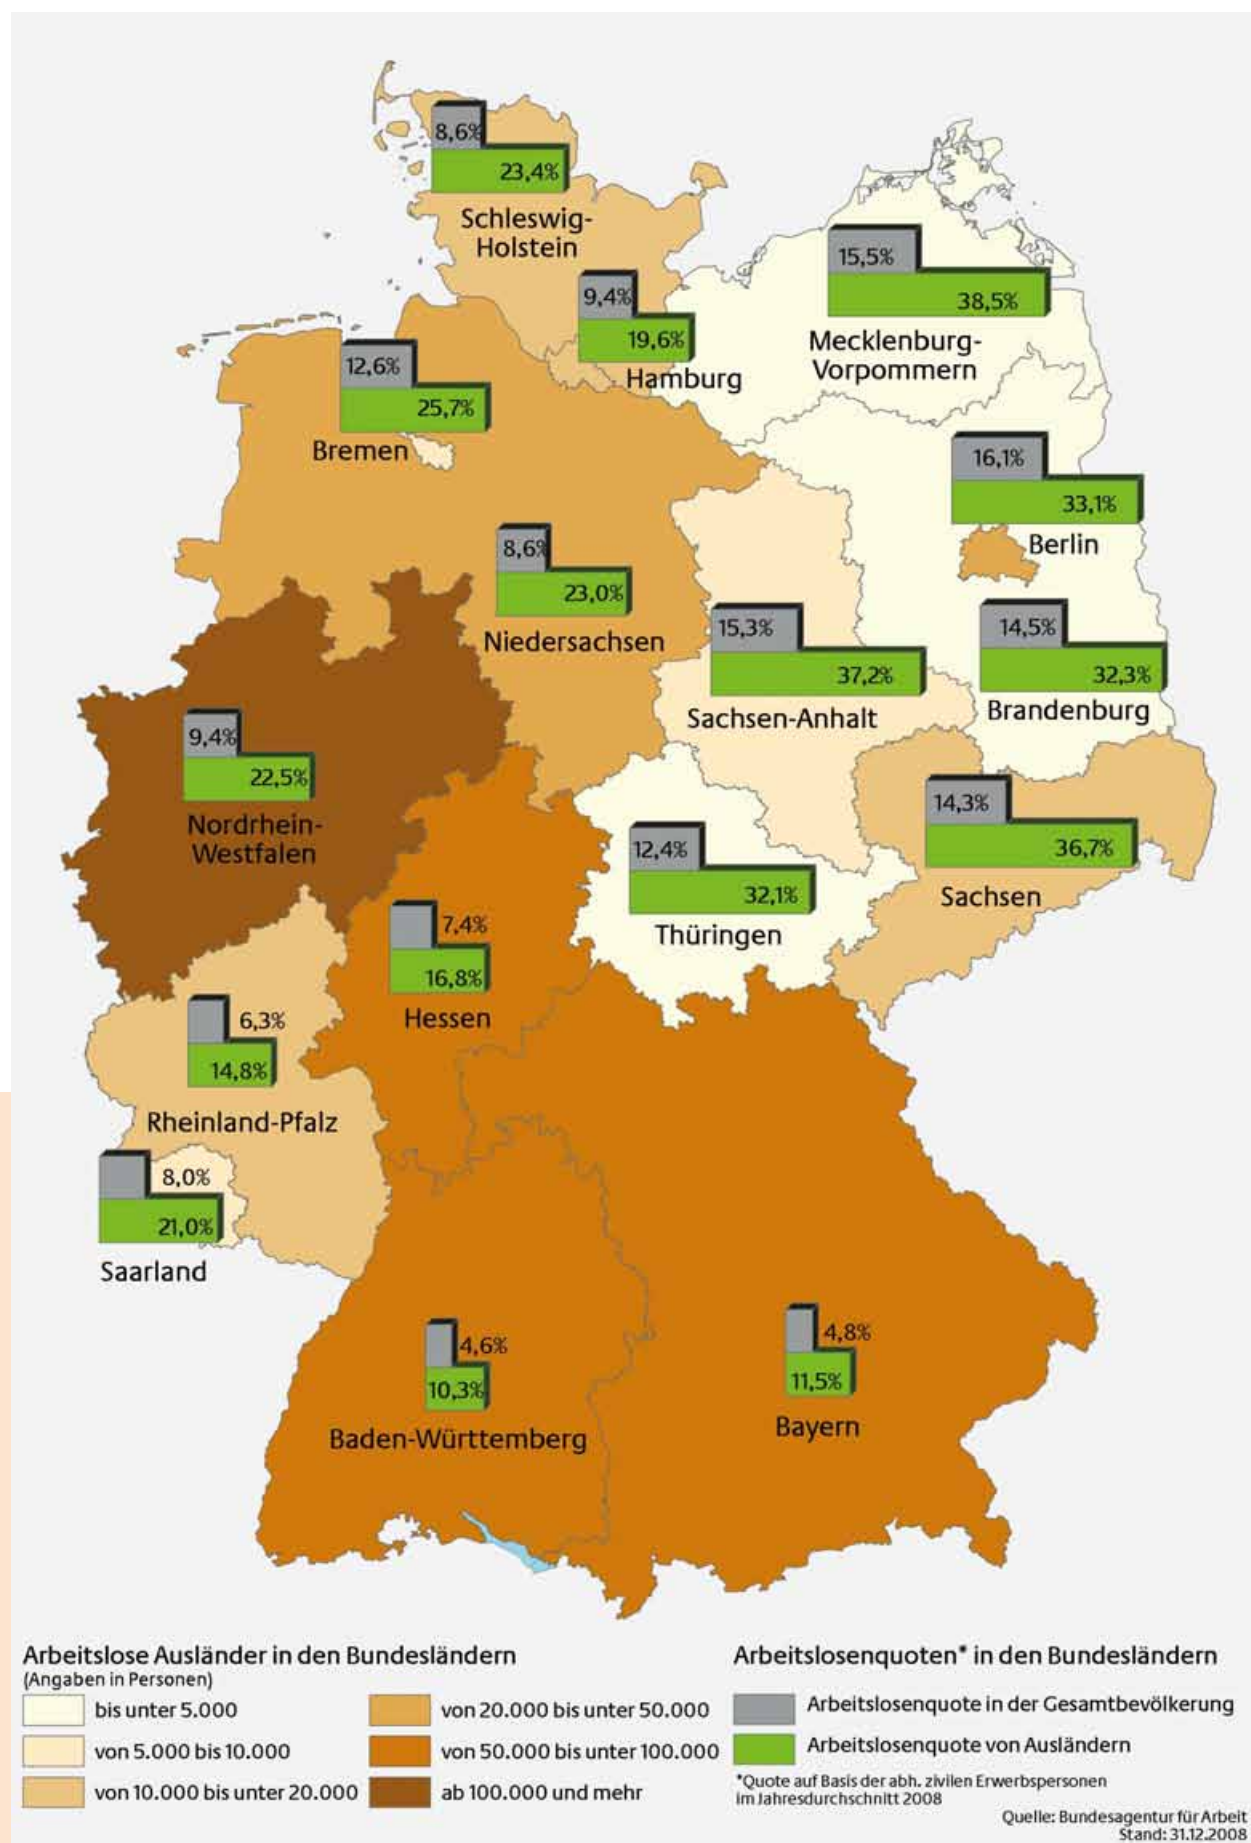 8,6%
23,4%
Schleswig-
Holstein
15,5%
38,5%
Mecklenburg-
Vorpommern
9,4%
19,6%
Hamburg
12,6%
25,7%
Bremen
16,1%
33,1%
Berlin
8,6%
23,0%
Niedersachsen
15,3%
37,2%
Sachsen-Anhalt
14,5%
32,3%
Brandenburg
9,4%
22,5%
Nordrhein-
Westfalen
14,3%
36,7%
Sachsen
12,4%
32,1%
Thüringen
7,4%
16,8%
Hessen
6,3%
14,8%
Rheinland-Pfalz
8,0%
21,0%
Saarland
4,6%
10,3%
Baden-Württemberg
4,8%
11,5%
Bayern
Arbeitslose Ausländer in den Bundesländern
(Angaben in Personen)
bis unter 5.000
von 5.000 bis 10.000
von 10.000 bis unter 20.000
von 20.000 bis unter 50.000
von 50.000 bis unter 100.000
ab 100.000 und mehr
Arbeitslosenquoten* in den Bundesländern
Arbeitslosenquote in der Gesamtbevölkerung
Arbeitslosenquote von Ausländern
*Quote auf Basis der abh. zivilen Erwerbspersonen
im Jahresdurchschnitt 2008
Quelle: Bundesagentur für Arbeit
Stand: 31.12.2008